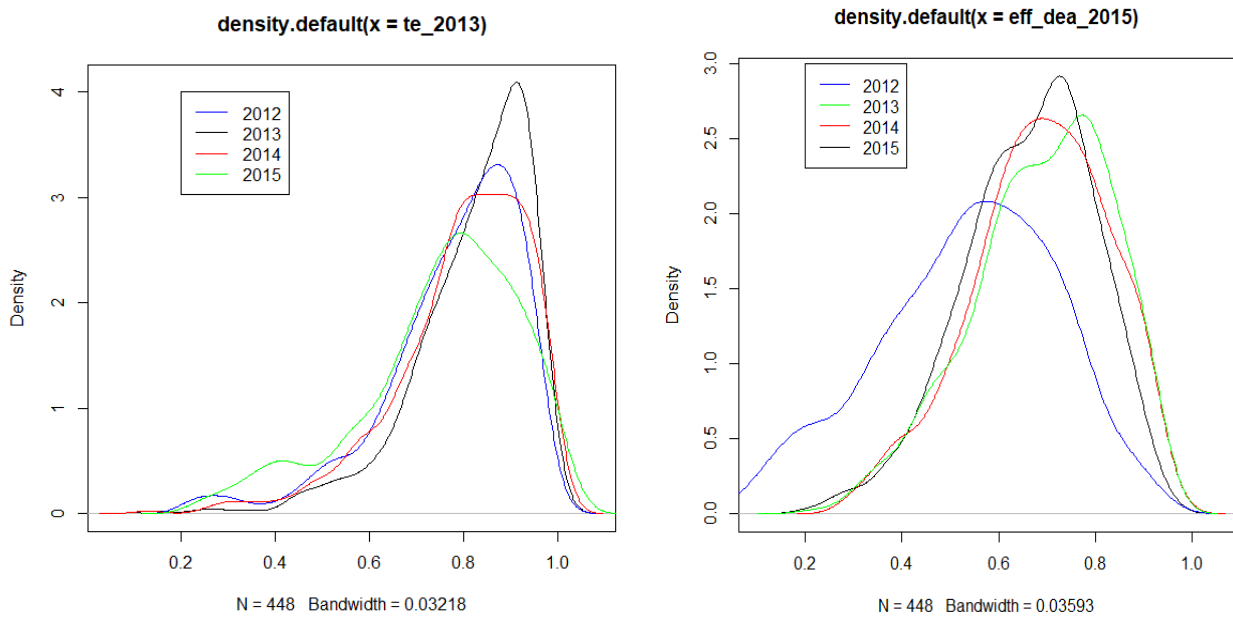 density.default(x = te_2013)
Density
4
3
2
1
0
2012
2013
2014
2015
0.2 0.4 0.6 0.8 1.0
N = 448 Bandwidth = 0.03218
density.default(x = eff_dea_2015)
Density
3.0
2.5
2.0
1.5
1.0
0.5
0.0
2012
2013
2014
2015
0.2 0.4 0.6 0.8 1.0
N = 448 Bandwidth = 0.03593